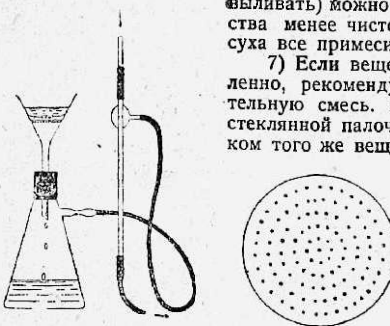 выливать) можно
ства менее чисто
суха все примеси
7) Если веще
ленно, рекоменду
тельную смесь.
стеклянной палоч
ком того же вещ